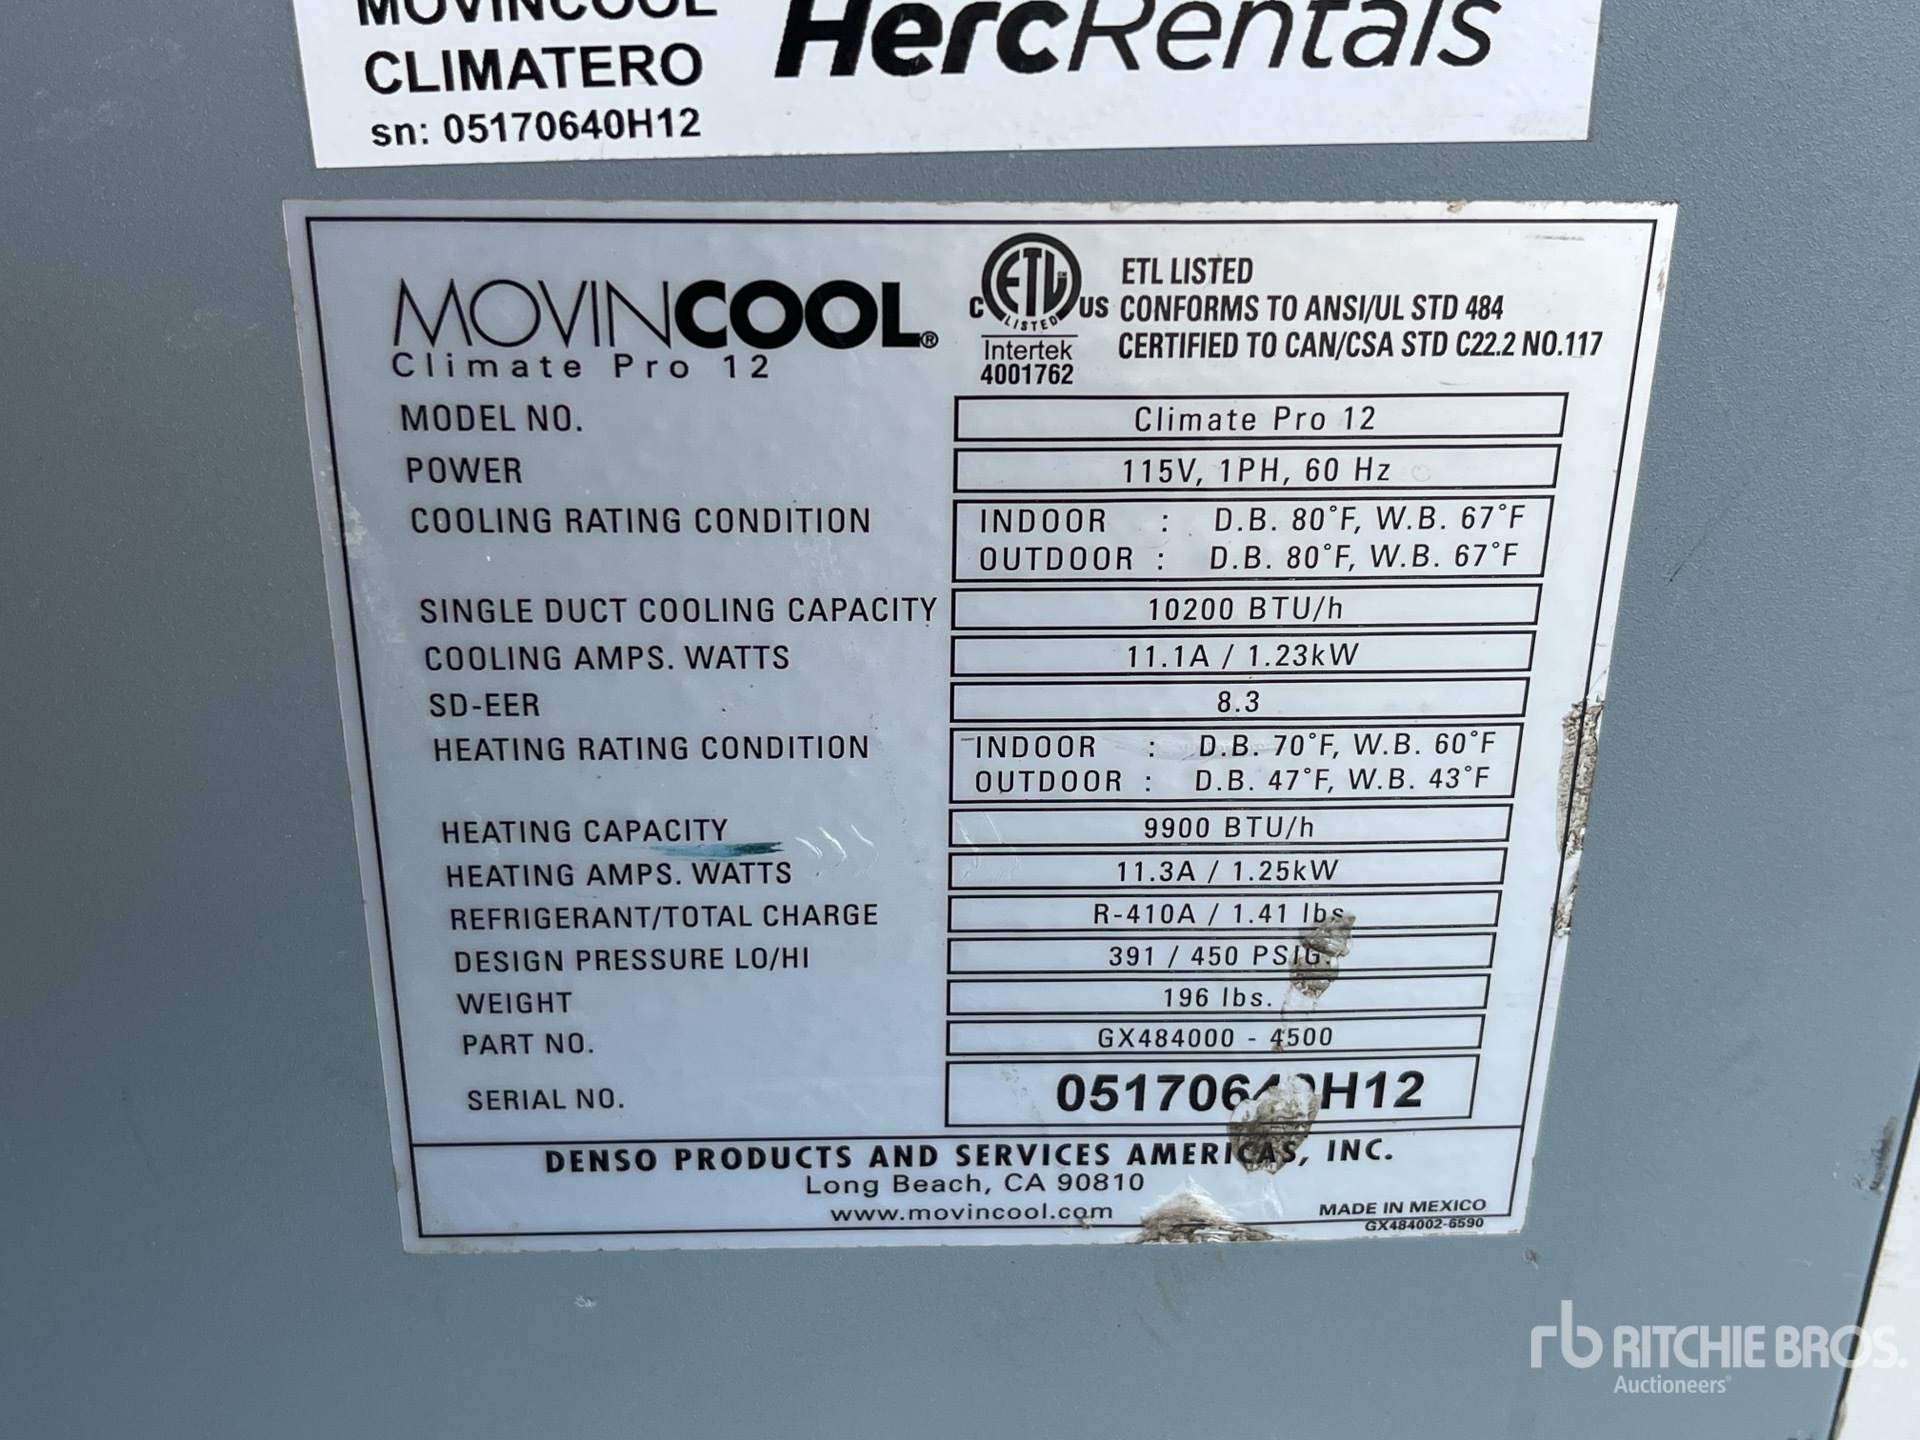 MOVINCOOL
CLIMATERO
sn: 05170640H12
HercRentals
MOVINCOOL®
Climate Pro 12
C ETL CM US
LISTED
Intertek
4001762
ETL LISTED
CONFORMS TO ANSI/UL STD 484
CERTIFIED TO CAN/CSA STD C22.2 NO.117
MODEL NO. Climate Pro 12
POWER 115V, 1PH, 60 Hz
COOLING RATING CONDITION INDOOR : D.B. 80°F, W.B. 67°F
OUTDOOR : D.B. 80°F, W.B. 67°F
SINGLE DUCT COOLING CAPACITY 10200 BTU/h
COOLING AMPS. WATTS 11.1A / 1.23kW
SD-EER 8.3
HEATING RATING CONDITION INDOOR : D.B. 70°F, W.B. 60°F
OUTDOOR : D.B. 47°F, W.B. 43°F
HEATING CAPACITY 9900 BTU/h
HEATING AMPS. WATTS 11.3A / 1.25kW
REFRIGERANT/TOTAL CHARGE R-410A / 1.41 lbs.
DESIGN PRESSURE LO/HI 391 / 450 PSIG.
WEIGHT 196 lbs.
PART NO. GX484000 - 4500
SERIAL NO. 05170640H12
DENSO PRODUCTS AND SERVICES AMERICAS, INC.
Long Beach, CA 90810
www.movincool.com
MADE IN MEXICO
GX484002-6590
rb RITCHIE BROS.
Auctioneers®